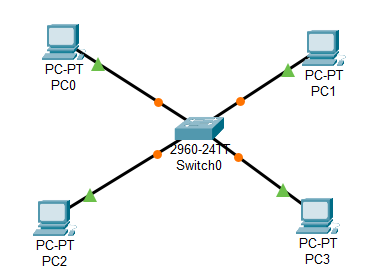 PC-PT
PC0
PC-PT
PC1
2960-24TT
Switch0
PC-PT
PC2
PC-PT
PC3